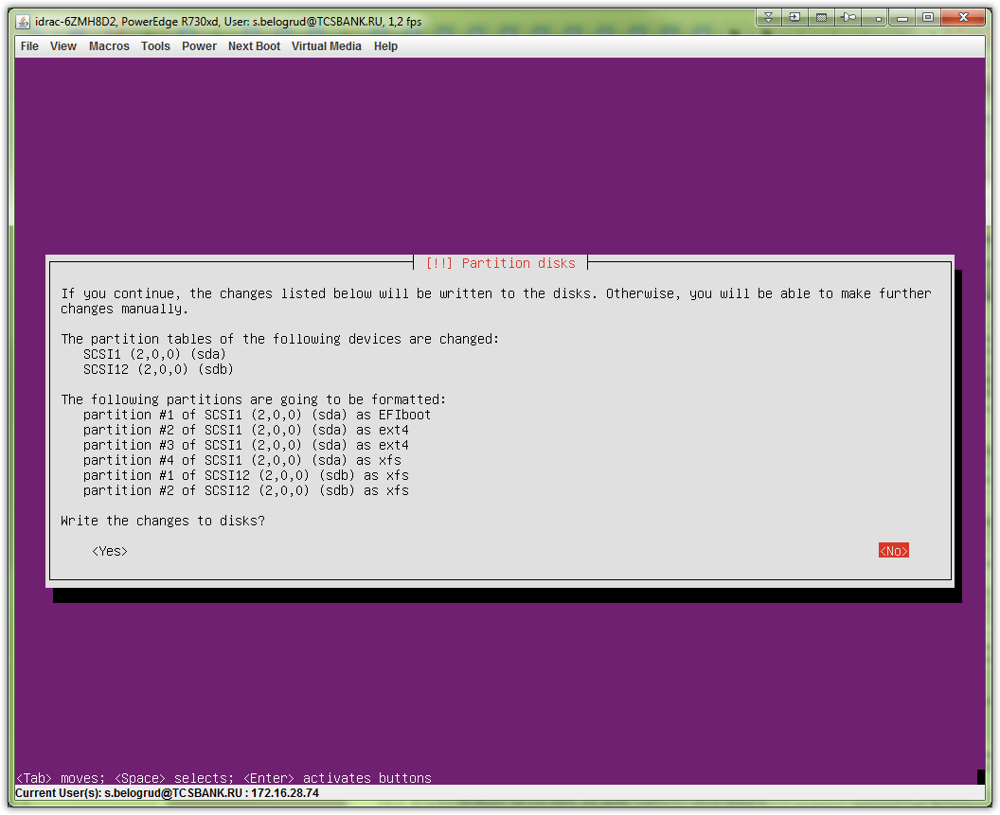 idrac-6ZMH8D2, PowerEdge R730xd, User: s.belogrud@TCSBANK.RU, 1,2 fps
File View Macros Tools Power Next Boot Virtual Media Help
[!!] Partition disks
If you continue, the changes listed below will be written to the disks. Otherwise, you will be able to make further
changes manually.
The partition tables of the following devices are changed:
SCSI1 (2,0,0) (sda)
SCSI12 (2,0,0) (sdb)
The following partitions are going to be formatted:
partition #1 of SCSI1 (2,0,0) (sda) as EFIboot
partition #2 of SCSI1 (2,0,0) (sda) as ext4
partition #3 of SCSI1 (2,0,0) (sda) as ext4
partition #4 of SCSI1 (2,0,0) (sda) as xfs
partition #1 of SCSI12 (2,0,0) (sdb) as xfs
partition #2 of SCSI12 (2,0,0) (sdb) as xfs
Write the changes to disks?
<Yes> <No>
<Tab> moves; <Space> selects; <Enter> activates buttons
Current User(s): s.belogrud@TCSBANK.RU : 172.16.28.74